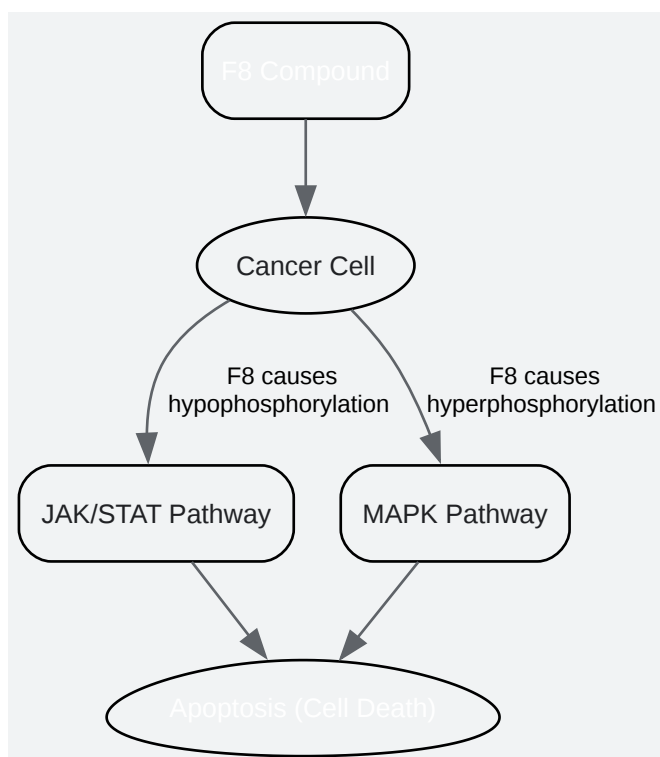 F8 Compound
Cancer Cell
F8 causes
hypophosphorylation
F8 causes
hyperphosphorylation
JAK/STAT Pathway
MAPK Pathway
Apoptosis (Cell Death)